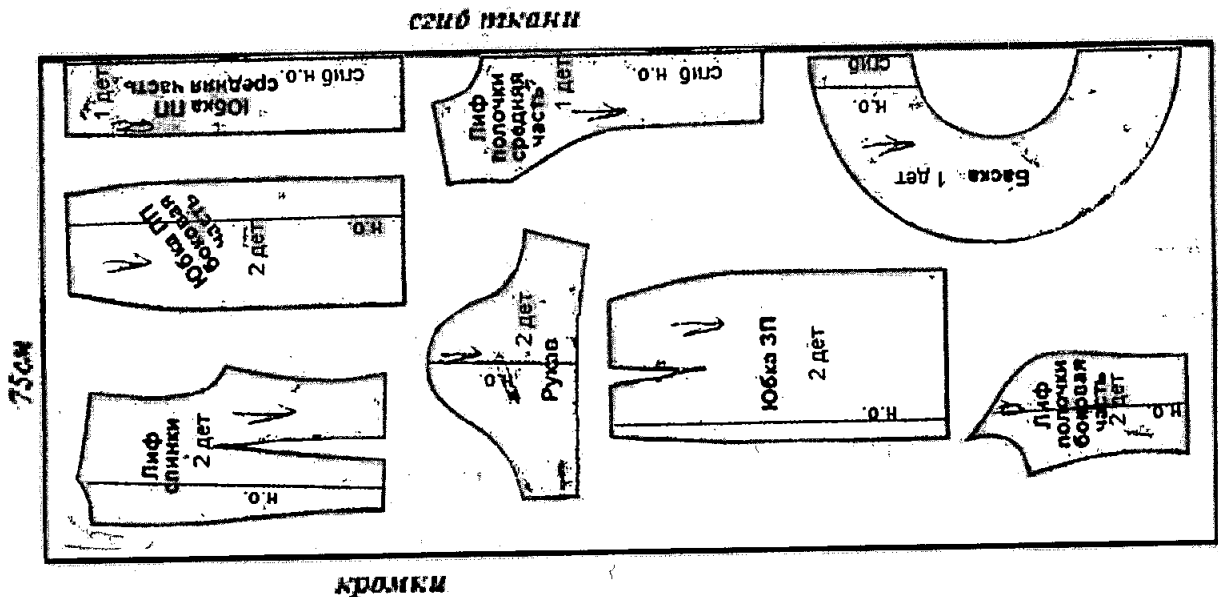 сгиб ткани
Юбка ПП
средняя часть
1 дет
сгиб н.о.
Лиф
полочки
средняя
часть
1 дет
сгиб н.о.
сгиб
н.о.
Баска 1 дет
Юбка ПП
боковая
часть
2 дет
н.о.
75см
Лиф
спинки
2 дет
н.о.
Рукав
2 дет
н.о.
Юбка ЗП
2 дет
н.о.
Лиф
полочки
боковая
часть
2 дет
н.о.
кромка